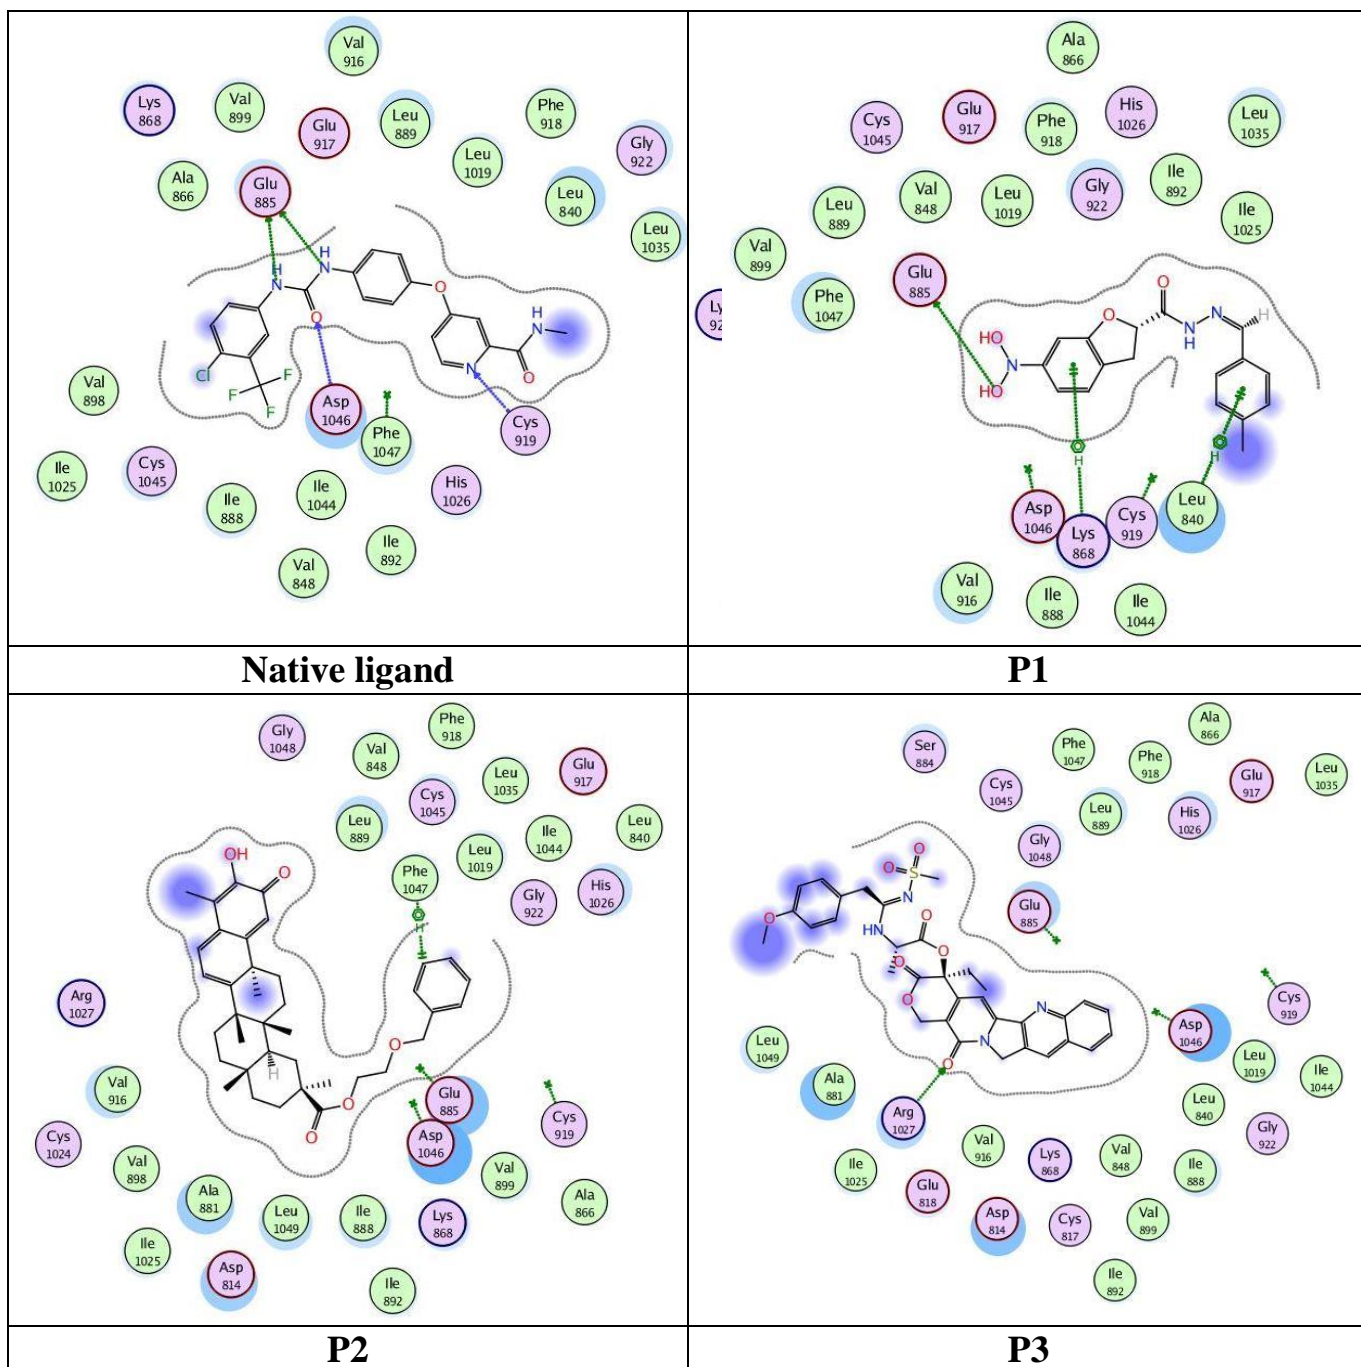 Val
916
Lys
868
Val
899
Glu
917
Leu
889
Phe
918
Leu
1019
Gly
922
Ala
866
Glu
885
Leu
840
Leu
1035
H
N
H
N
O
O
H
N
N
O
Cl
F
F
F
Val
898
Asp
1046
Phe
1047
Cys
919
Ile
1025
Cys
1045
Ile
888
Ile
1044
His
1026
Val
848
Ile
892
Native ligand
Ala
866
Cys
1045
Glu
917
Phe
918
His
1026
Leu
1035
Leu
889
Val
848
Leu
1019
Gly
922
Ile
892
Ile
1025
Val
899
Glu
885
Phe
1047
O
O
N
NH
H
HO
N
HO
H
H
Asp
1046
Lys
868
Cys
919
Leu
840
Val
916
Ile
888
Ile
1044
P1
Gly
1048
Val
848
Phe
918
Glu
917
Leu
889
Cys
1045
Leu
1035
Leu
840
Ile
1044
Leu
1019
Phe
1047
Gly
922
His
1026
OH
O
H
Arg
1027
O
H
O
O
Val
916
Glu
885
Cys
919
Asp
1046
Cys
1024
Val
898
Ala
881
Leu
1049
Ile
888
Lys
868
Val
899
Ala
866
Ile
1025
Asp
814
Ile
892
P2
Ser
884
Phe
1047
Phe
918
Ala
866
Glu
917
Leu
1035
Cys
1045
Leu
889
His
1026
Gly
1048
Glu
885
O
O
S
N
O
HN
O
O
O
O
N
N
O
Cys
919
Asp
1046
Leu
1049
Ala
881
Arg
1027
Leu
1019
Ile
1044
Leu
840
Gly
922
Val
916
Lys
868
Val
848
Ile
888
Ile
1025
Glu
818
Asp
814
Cys
817
Val
899
Ile
892
P3